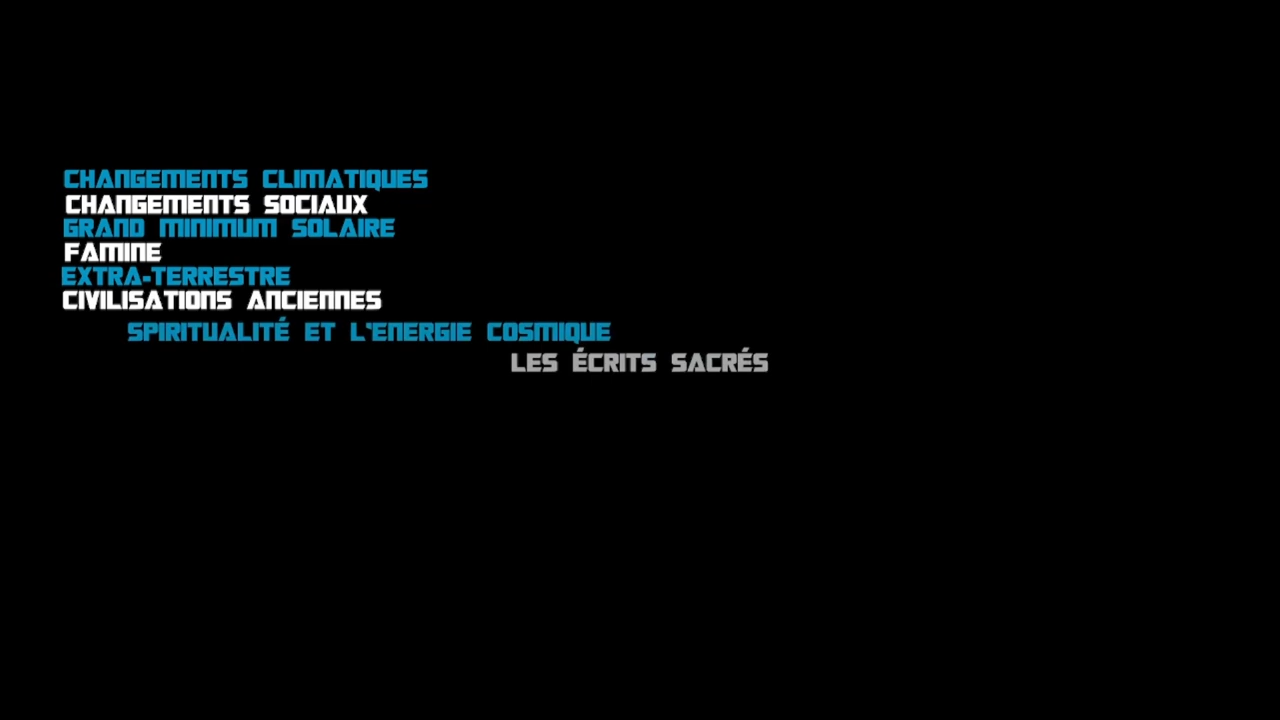 CHANGEMENTS CLIMATIQUES
CHANGEMENTS SOCIAUX
GRAND MINIMUM SOLAIRE
FAMINE
EXTRA-TERRESTRE
CIVILISATIONS ANCIENNES
SPIRITUALITÉ ET L'ENERGIE COSMIQUE
LES ÉCRITS SACRÉS